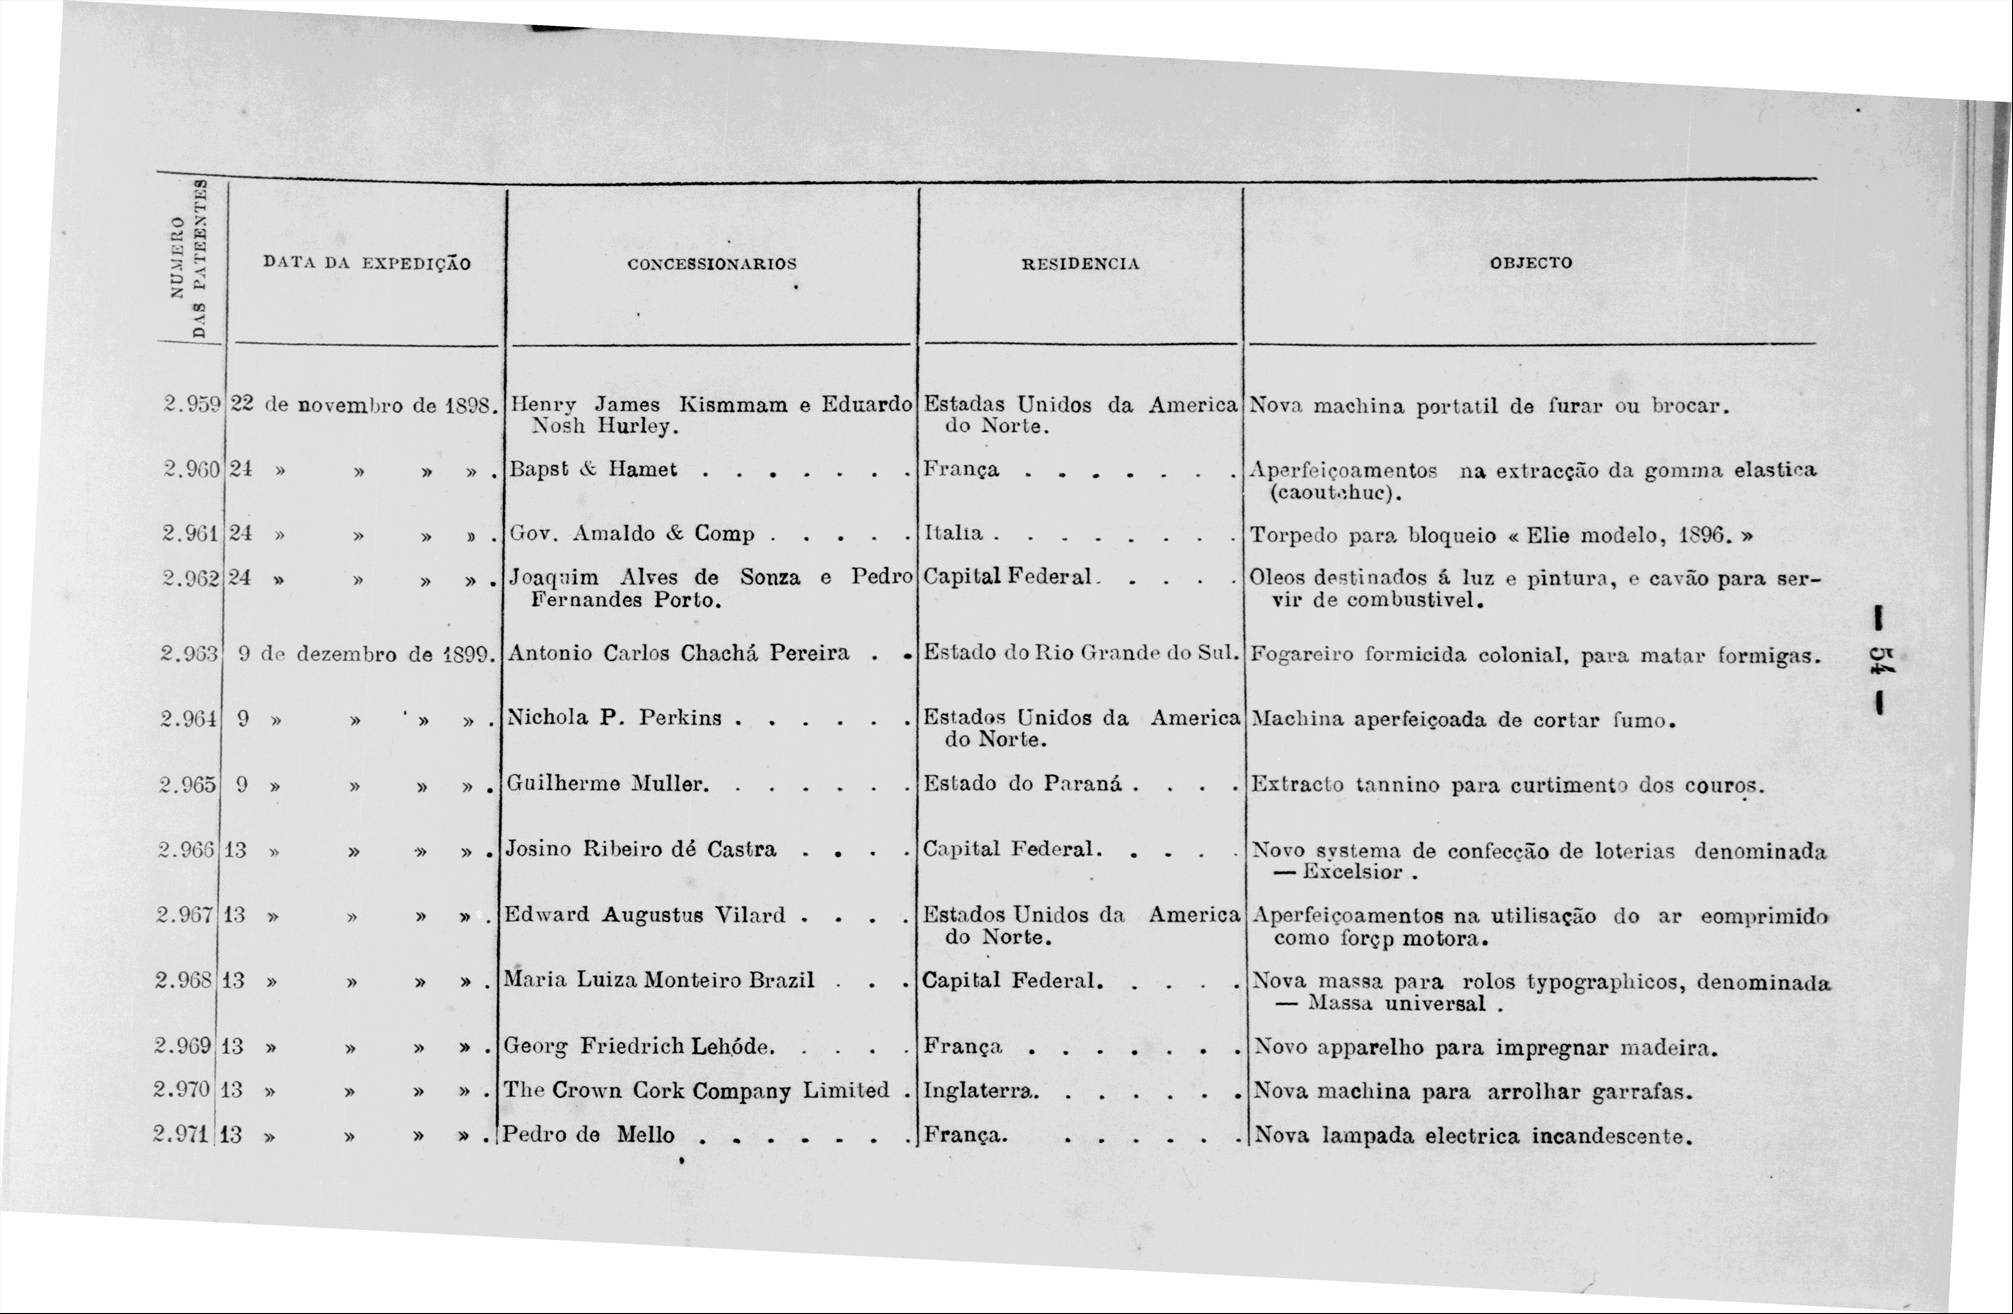 NUMERO
DAS PATEENTES
DATA DA EXPEDIÇÃO
CONCESSIONARIOS
RESIDENCIA
OBJECTO
2.959 22 de novembro de 1898. Henry James Kismmam e Eduardo Estadas Unidos da America Nova machina portatil de furar ou brocar.
Nosh Hurley. do Norte.
2.960 24 » » » » . Bapst & Hamet . . . . . . . França . . . . . . . Aperfeiçoamentos na extracção da gomma elastica
(caoutchuc).
2.961 24 » » » » . Gov. Amaldo & Comp . . . . . Italia . . . . . . . . Torpedo para bloqueio « Elie modelo, 1896. »
2.962 24 » » » » . Joaquim Alves de Sonza e Pedro Capital Federal. . . . . Oleos destinados á luz e pintura, e cavão para ser-
Fernandes Porto. vir de combustivel.
2.963 9 de dezembro de 1899. Antonio Carlos Chachá Pereira . . Estado do Rio Grande do Sul. Fogareiro formicida colonial, para matar formigas.
2.964 9 » » » » . Nichola P. Perkins . . . . . . Estados Unidos da America Machina aperfeiçoada de cortar fumo.
do Norte.
2.965 9 » » » » . Guilherme Muller. . . . . . . Estado do Paraná . . . . Extracto tannino para curtimento dos couros.
2.966 13 » » » » . Josino Ribeiro dé Castra . . . . Capital Federal. . . . . Novo systema de confecção de loterias denominada
— Excelsior .
2.967 13 » » » » . Edward Augustus Vilard . . . . Estados Unidos da America Aperfeiçoamentos na utilisação do ar eomprimido
do Norte. como forçp motora.
2.968 13 » » » » . Maria Luiza Monteiro Brazil . . . Capital Federal. . . . . Nova massa para rolos typographicos, denominada
— Massa universal .
2.969 13 » » » » . Georg Friedrich Lehóde. . . . . França . . . . . . . Novo apparelho para impregnar madeira.
2.970 13 » » » » . The Crown Cork Company Limited . Inglaterra. . . . . . . Nova machina para arrolhar garrafas.
2.971 13 » » » » . Pedro de Mello . . . . . . . França. . . . . . . Nova lampada electrica incandescente.
— 54 —